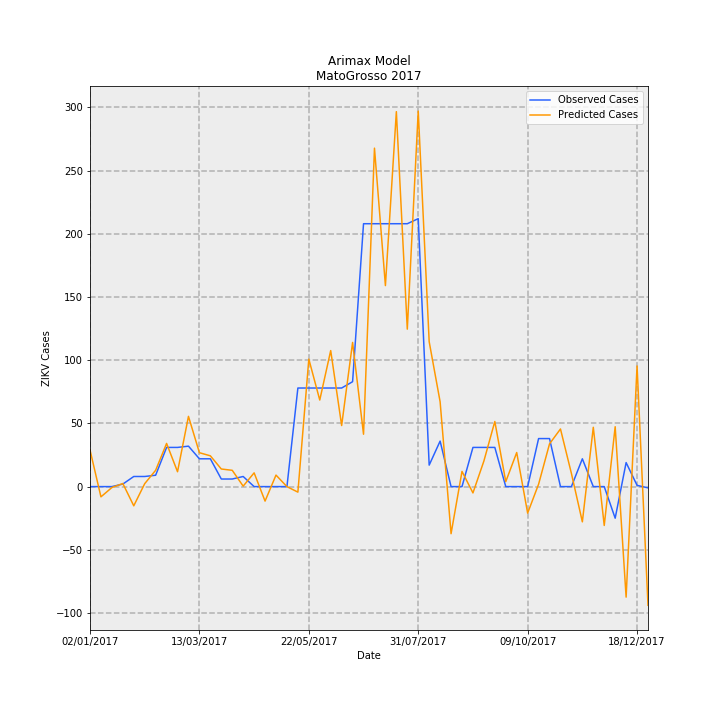 Arimax Model
MatoGrosso 2017
Observed Cases
Predicted Cases
ZIKV Cases
300
250
200
150
100
50
0
−50
−100
02/01/2017 13/03/2017 22/05/2017 31/07/2017 09/10/2017 18/12/2017
Date